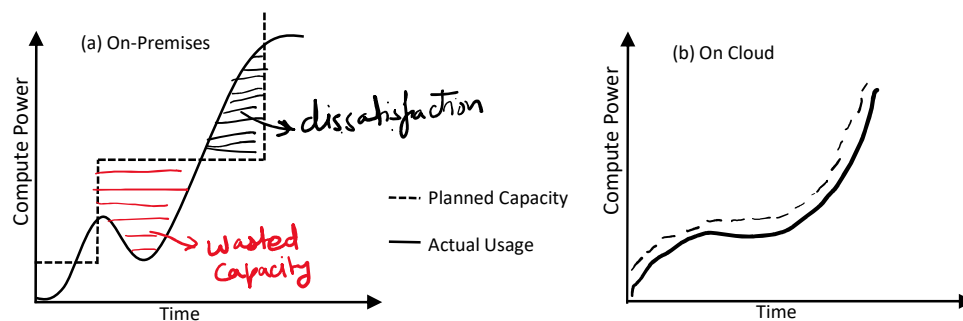 (a) On-Premises
Compute Power
dissatisfaction
wasted
capacity
Time
Planned Capacity
Actual Usage
(b) On Cloud
Compute Power
Time